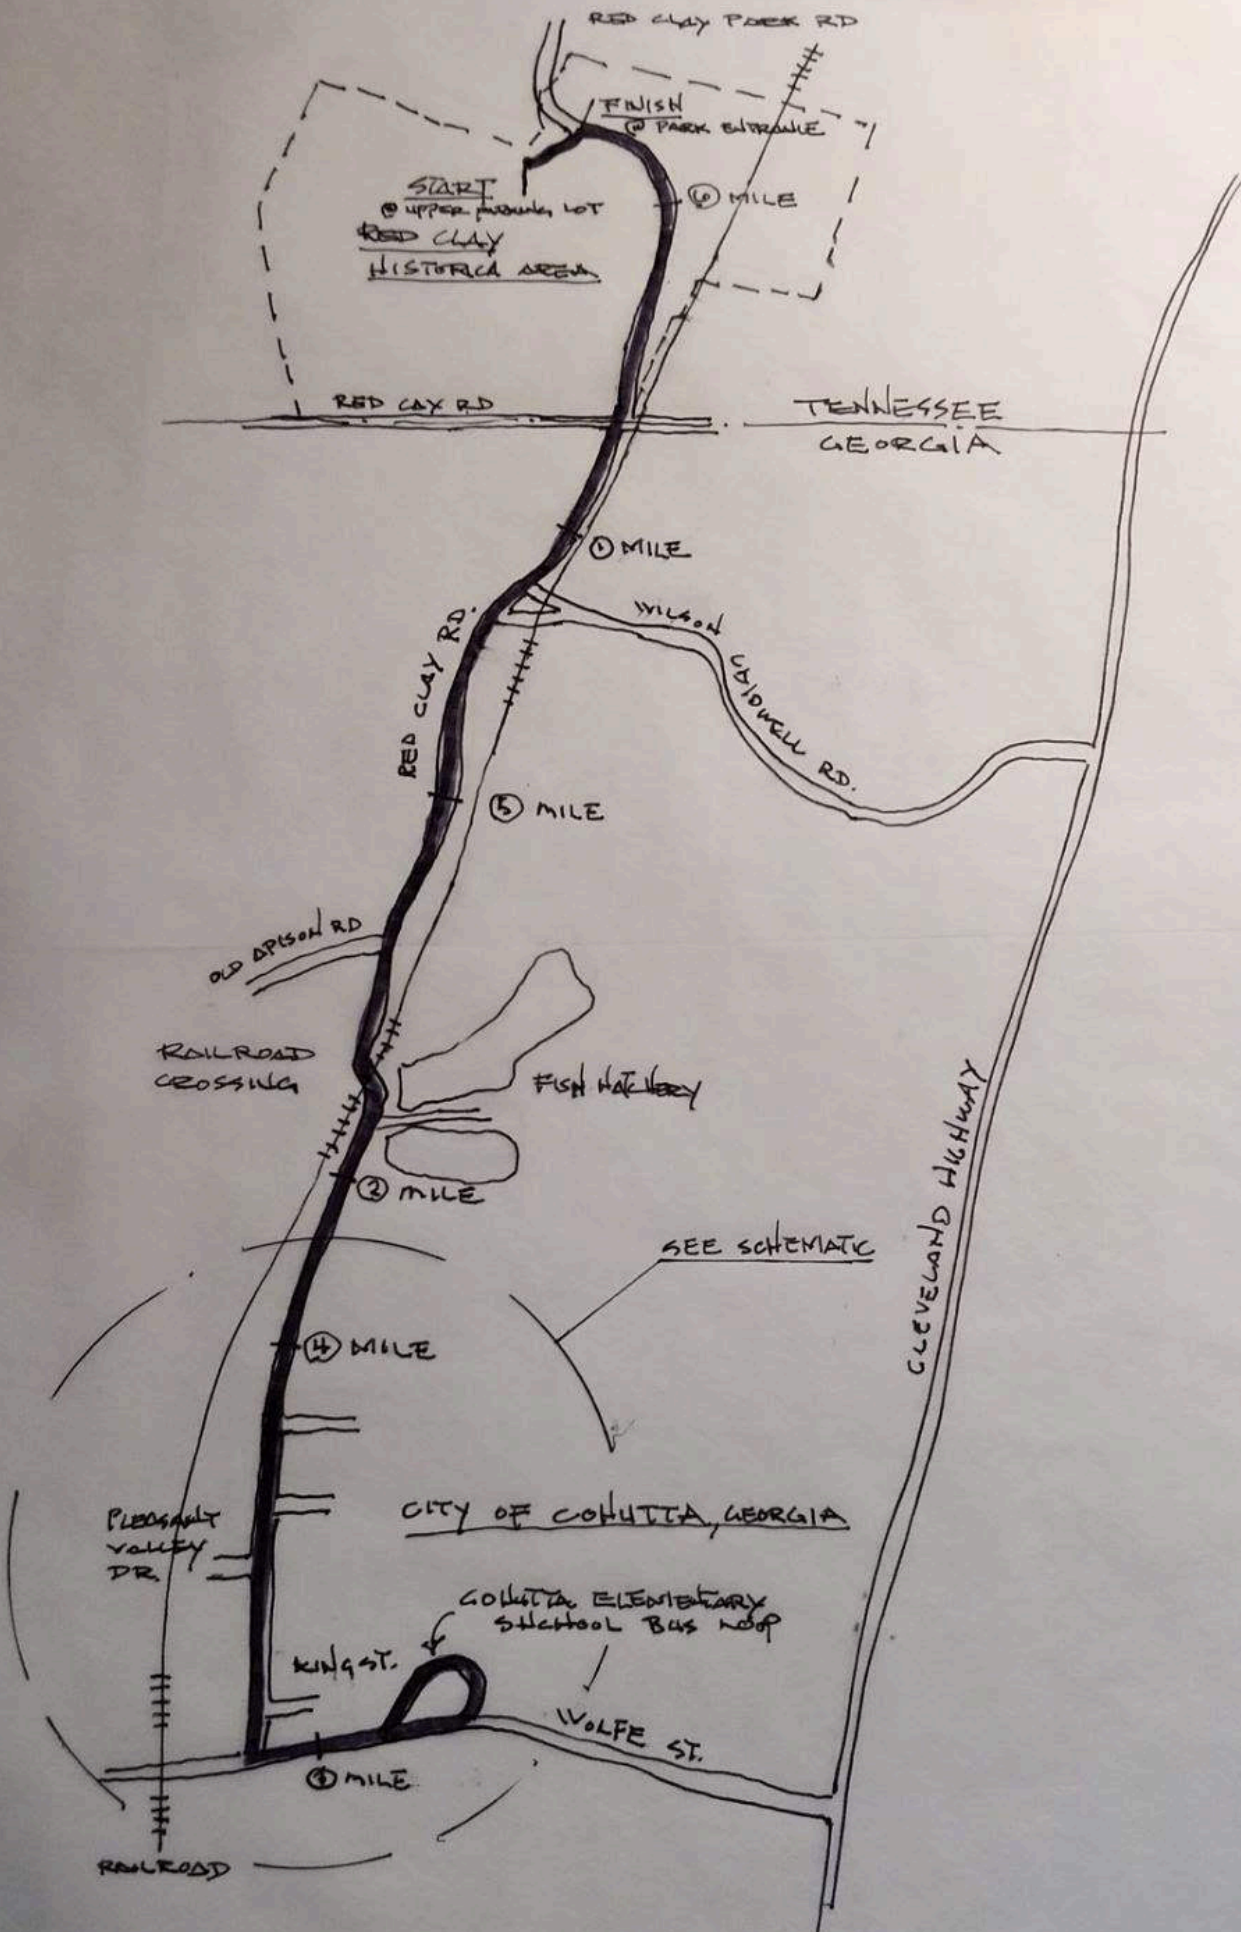 RED CLAY PARK RD
FINISH
@ PARK ENTRANCE
START
@ UPPER PARKING LOT
RED CLAY
HISTORICA AREA
⑥ MILE
RED CAY RD
TENNESSEE
GEORGIA
① MILE
WILSON CALDWELL RD.
RED CLAY RD.
⑤ MILE
OLD APISON RD
RAILROAD
CROSSING
FISH HATCHERY
② MILE
SEE SCHEMATIC
CLEVELAND HIGHWAY
④ MILE
CITY OF COHUTTA, GEORGIA
PLEASANT
VALLEY
DR.
COHUTTA ELEMENTARY
SHCHOOL BUS LOOP
KING ST.
WOLFE ST.
③ MILE
RAILROAD